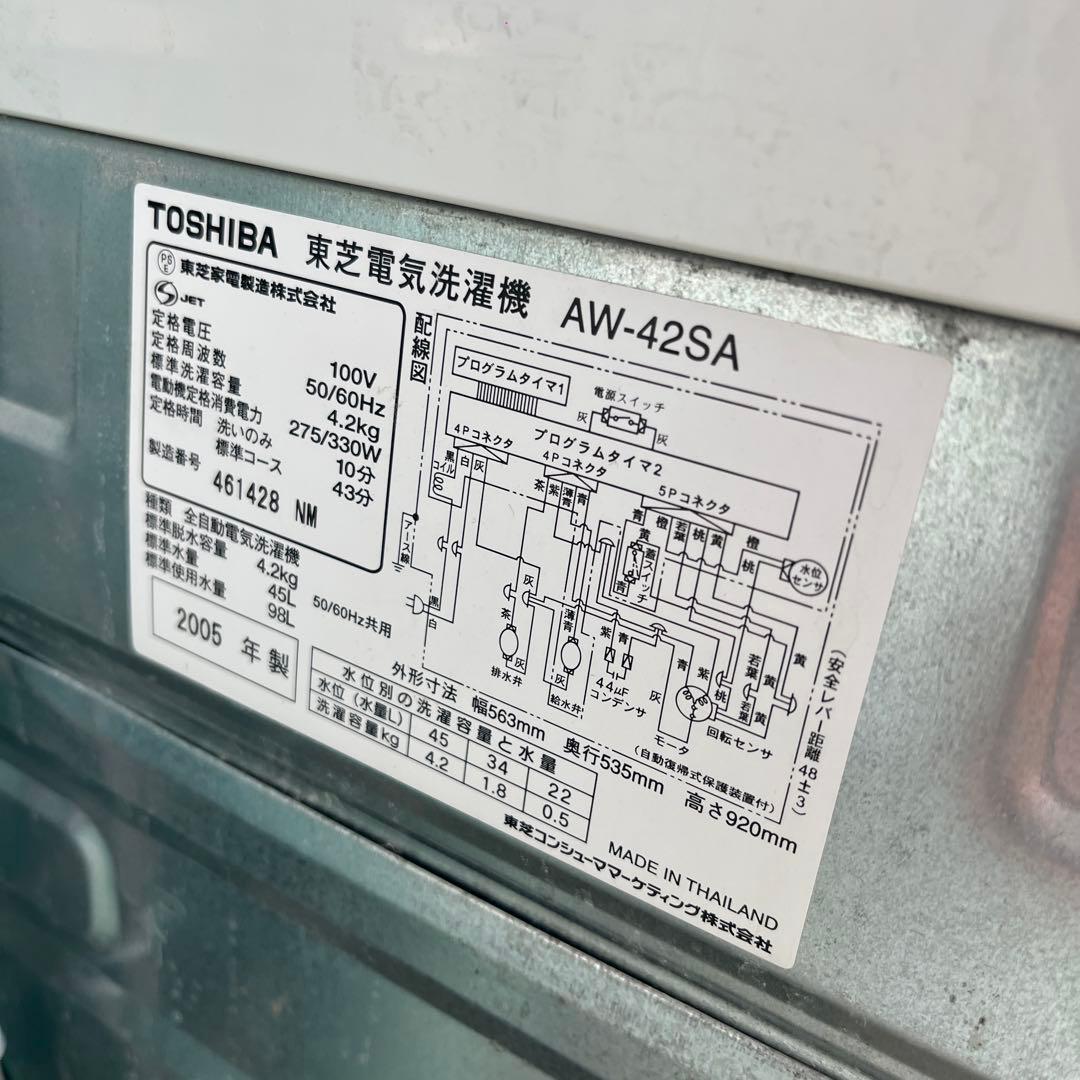 TOSHIBA 東芝電気洗濯機 AW-42SA
PSE 東芝家電製造株式会社
S JET
定格電圧 100V
定格周波数 50/60Hz
標準洗濯容量 4.2kg
電動機定格消費電力 275/330W
定格時間 洗いのみ 10分
標準コース 43分
製造番号 461428 NM
種類 全自動電気洗濯機
標準脱水容量 4.2kg
標準水量 45L
標準使用水量 98L
2005 年製
50/60Hz共用
配線図
プログラムタイマ1
電源スイッチ
灰 灰
プログラムタイマ2
4Pコネクタ
4Pコネクタ
5Pコネクタ
黒 白 灰
コイル
茶 紫 薄青 青
青 橙 若葉 桃 黄
黄
蓋スイッチ
青
橙
桃
水位センサ
アース線
黒
白
茶
灰
灰
排水弁
薄青
灰
給水弁
紫 青
44μF
コンデンサ
灰
青
紫
桃
若葉
若葉
黄
黄
モータ
回転センサ
(自動復帰式保護装置付)
(安全レバー距離48±3)
外形寸法 幅563mm 奥行535mm 高さ920mm
水位別の洗濯容量と水量
水位(水量L) 45 34 22
洗濯容量kg 4.2 1.8 0.5
MADE IN THAILAND
東芝コンシューママーケティング株式会社